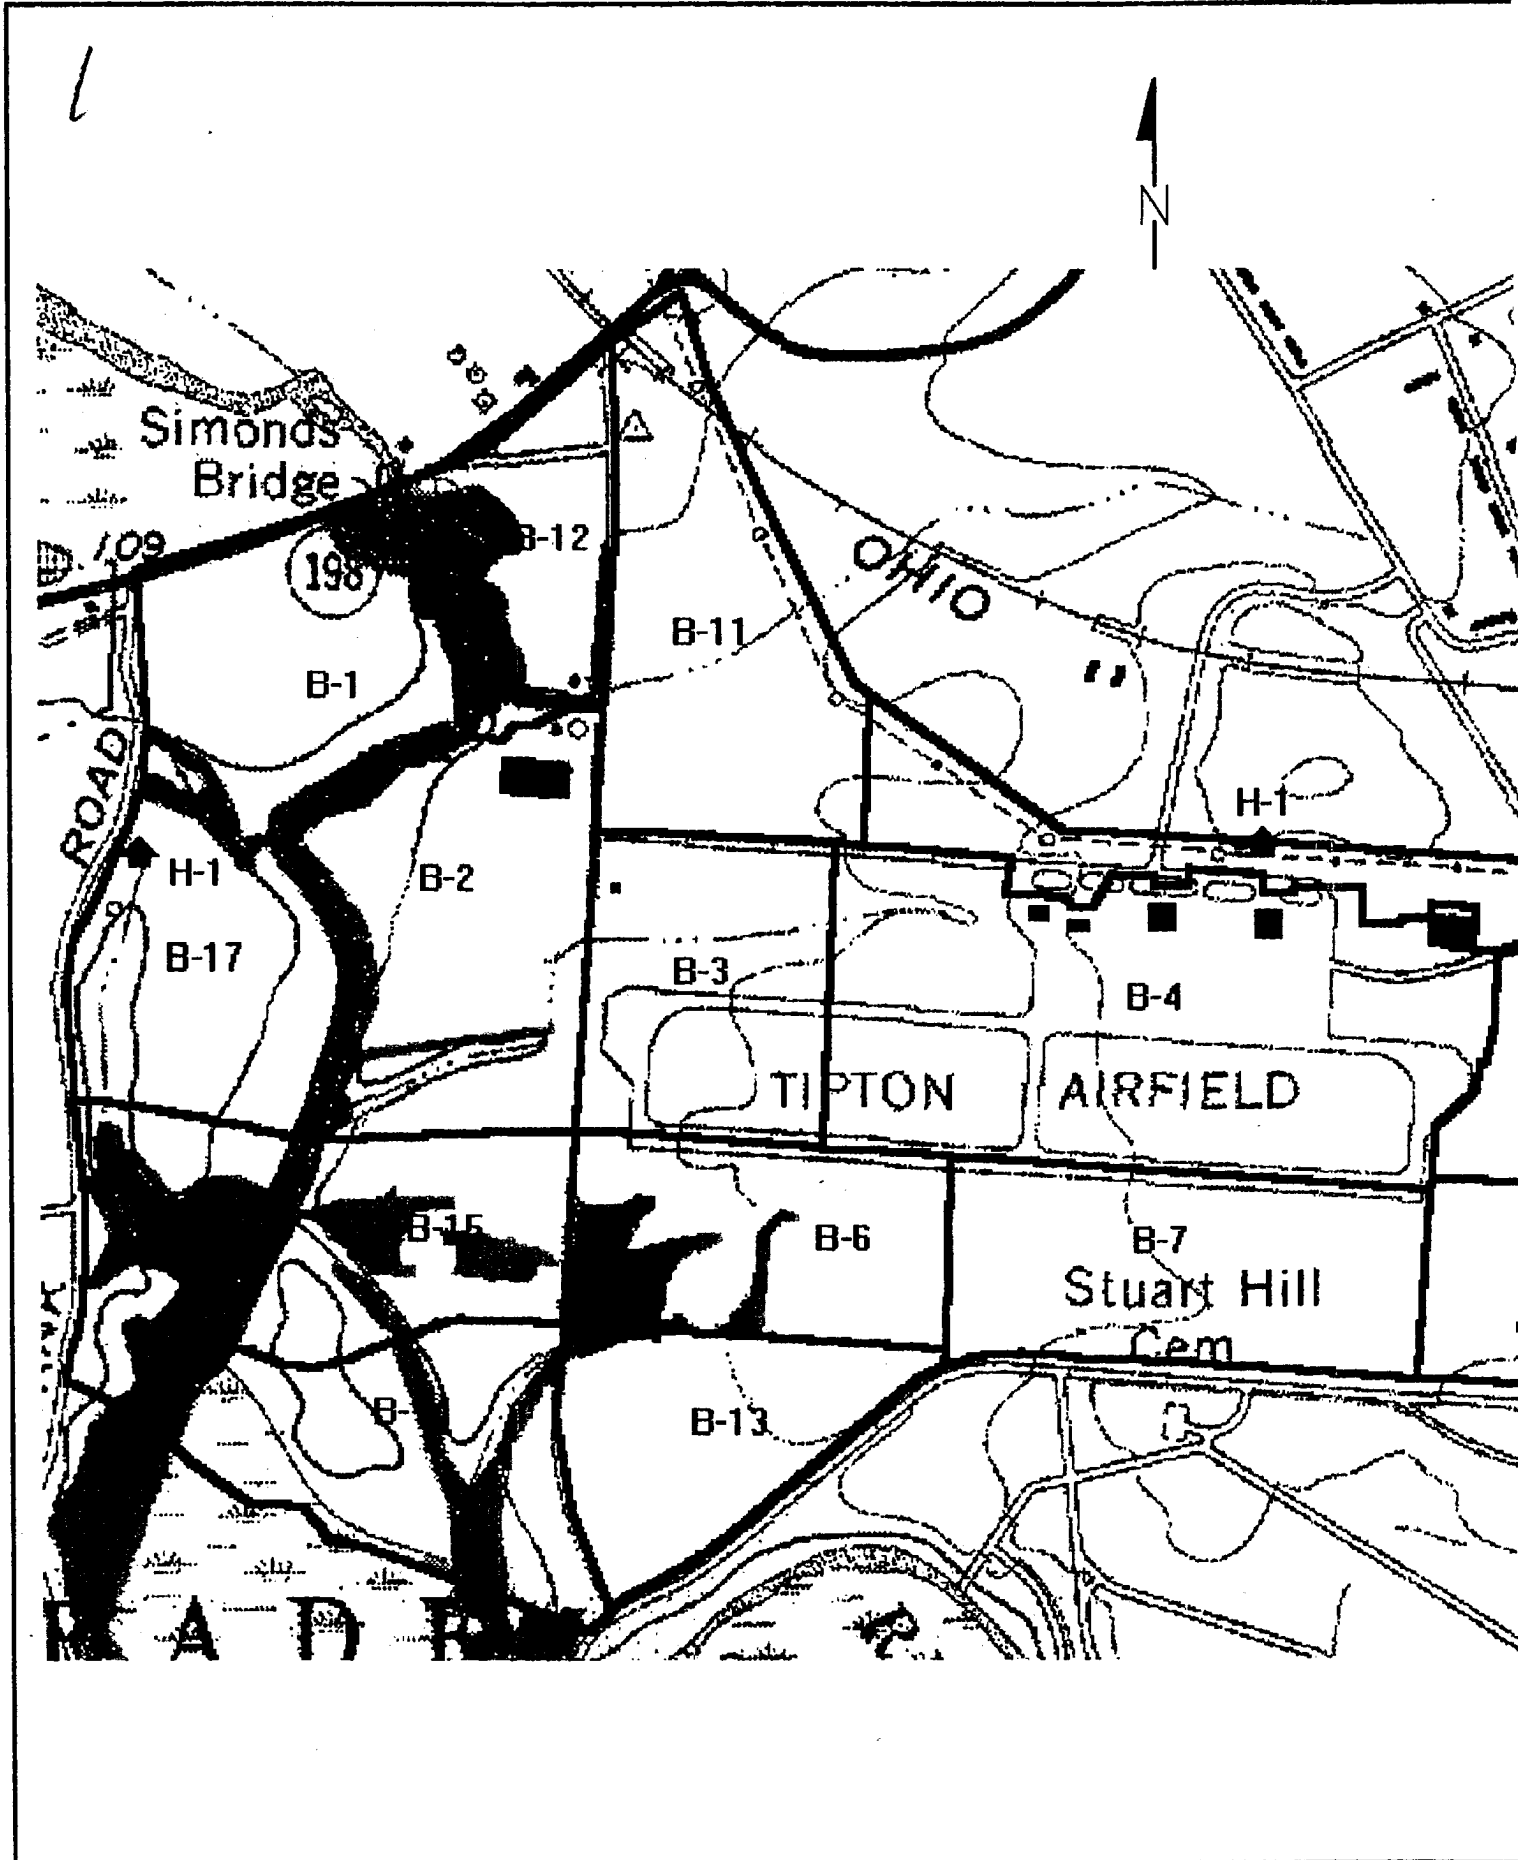 N
Simonds
Bridge
109
198
B-12
OHIO
B-11
B-1
ROAD
H-1
H-1
B-2
B-17
B-3
B-4
TIPTON AIRFIELD
B-15
B-6
B-7
Stuart Hill
Cem
B-
B-13